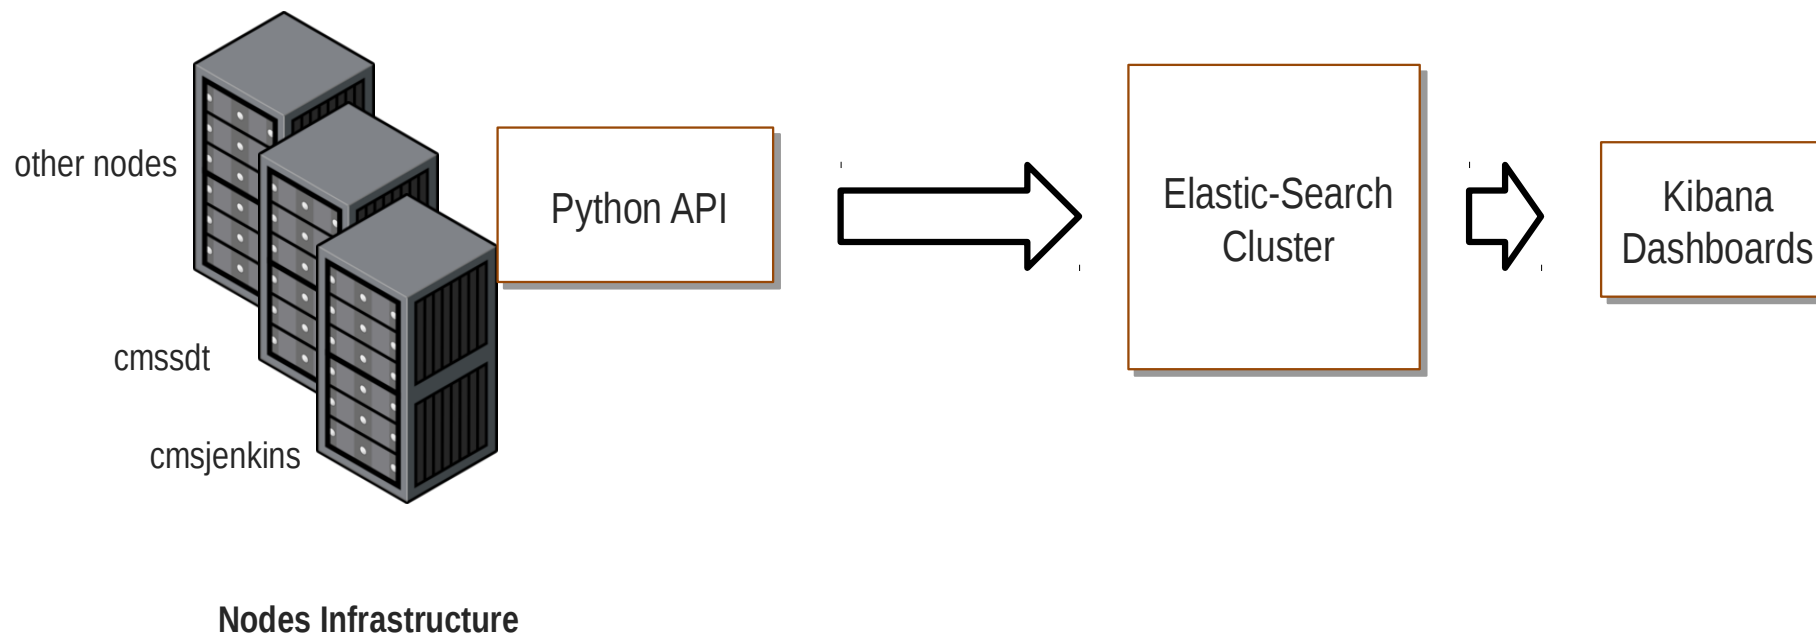 other nodes
Python API
Elastic-Search
Cluster
Kibana
Dashboards
cmssdt
cmsjenkins
Nodes Infrastructure